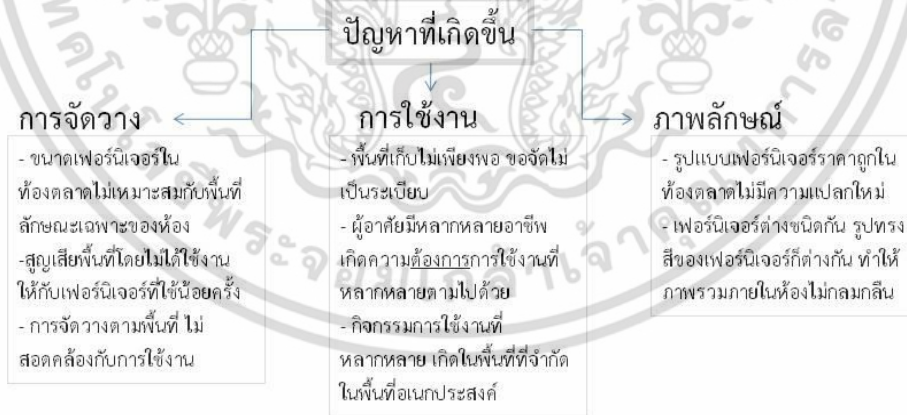 ปัญหาที่เกิดขึ้น
การจัดวาง
- ขนาดเฟอร์นิเจอร์ใน
ท้องตลาดไม่เหมาะสมกับพื้นที่
ลักษณะเฉพาะของห้อง
-สูญเสียพื้นที่โดยไม่ได้ใช้งาน
ให้กับเฟอร์นิเจอร์ที่ใช้น้อยครั้ง
- การจัดวางตามพื้นที่ ไม่
สอดคล้องกับการใช้งาน
การใช้งาน
- พื้นที่เก็บไม่เพียงพอ ขอจัดไม่
เป็นระเบียบ
- ผู้อาศัยมีหลากหลายอาชีพ
เกิดความต้องการการใช้งานที่
หลากหลายตามไปด้วย
- กิจกรรมการใช้งานที่
หลากหลาย เกิดในพื้นที่ที่จำกัด
ในพื้นที่อเนกประสงค์
ภาพลักษณ์
- รูปแบบเฟอร์นิเจอร์ราคาถูกใน
ท้องตลาดไม่มีความแปลกใหม่
- เฟอร์นิเจอร์ต่างชนิดกัน รูปทรง
สีของเฟอร์นิเจอร์ก็ต่างกัน ทำให้
ภาพรวมภายในห้องไม่กลมกลืน